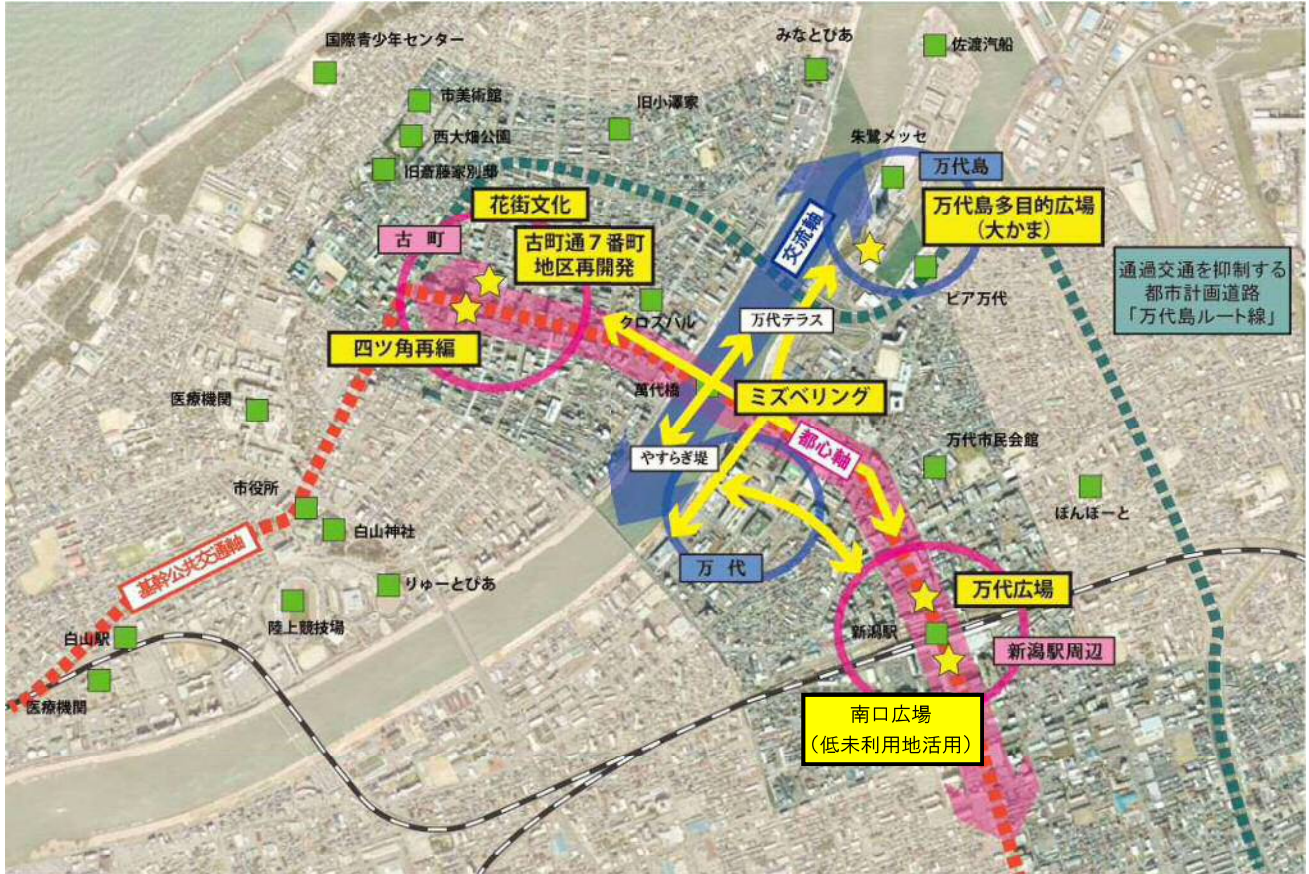 国際青少年センター
みなとぴあ
佐渡汽船
市美術館
旧小澤家
西大畑公園
朱鷺メッセ
万代島
旧斎藤家別邸
花街文化
万代島多目的広場
(大かま)
古町
古町通7番町
地区再開発
交流軸
通過交通を抑制する
都市計画道路
「万代島ルート線」
ピア万代
クロスパル
万代テラス
四ツ角再編
萬代橋
ミズベリング
医療機関
都心軸
万代市民会館
やすらぎ堤
市役所
ぽんぽーと
白山神社
基幹公共交通軸
万代
りゅーとぴあ
万代広場
陸上競技場
新潟駅
白山駅
新潟駅周辺
医療機関
南口広場
(低未利用地活用)